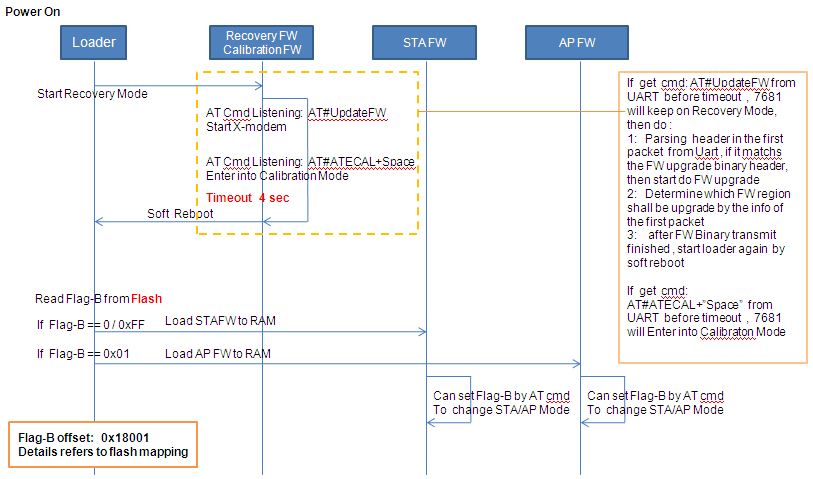 Power On
Loader
Recovery FW
Calibration FW
STA FW
AP FW
Start Recovery Mode
AT Cmd Listening: AT#UpdateFW
Start X-modem
AT Cmd Listening: AT#ATECAL+Space
Enter into Calibration Mode
Timeout 4 sec
Soft Reboot
If get cmd: AT#UpdateFW from
UART before timeout , 7681
will keep on Recovery Mode,
then do :
1: Parsing header in the first
packet from Uart, if it matchs
the FW upgrade binary header,
then start do FW upgrade
2: Determine which FW region
shall be upgrade by the info of
the first packet
3: after FW Binary transmit
finished , start loader again by
soft reboot
If get cmd:
AT#ATECAL+"Space" from
UART before timeout , 7681
will Enter into Calibraton Mode
Read Flag-B from Flash
If Flag-B == 0 / 0xFF
Load STAFW to RAM
If Flag-B == 0x01
Load AP FW to RAM
Can set Flag-B by AT cmd
To change STA/AP Mode
Can set Flag-B by AT cmd
To change STA/AP Mode
Flag-B offset: 0x18001
Details refers to flash mapping